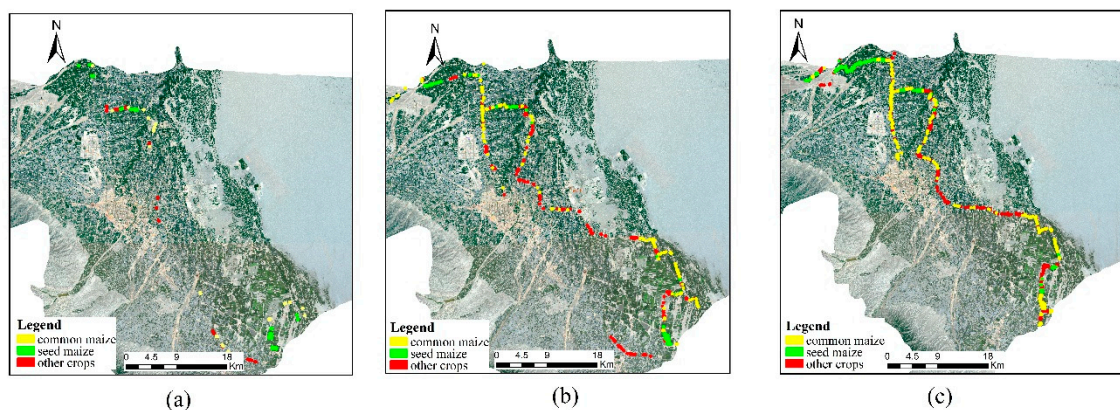 N
Legend
common maize
seed maize
other crops
0 4.5 9 18
Km
(a)
N
Legend
common maize
seed maize
other crops
0 4.5 9 18
Km
(b)
N
Legend
common maize
seed maize
other crops
0 4.5 9 18
Km
(c)